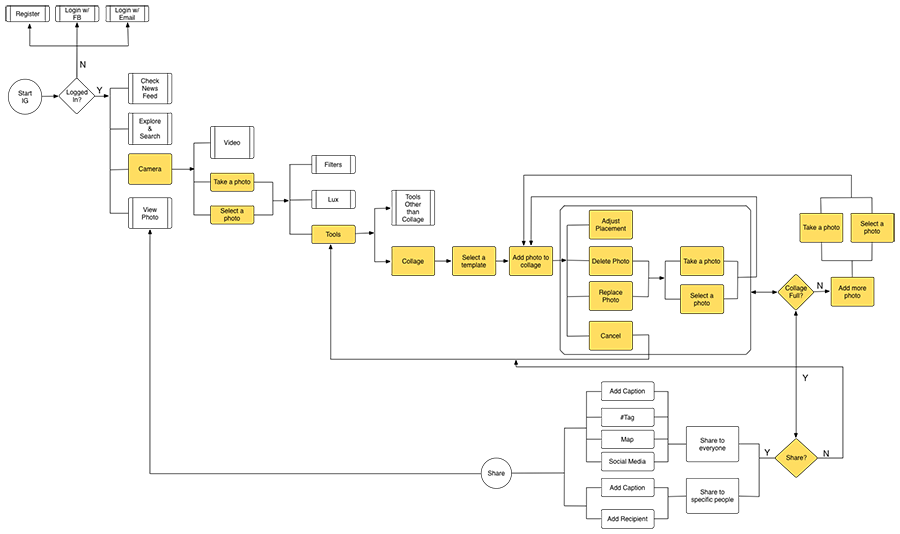 Register
Login w/
FB
Login w/
Email
N
Start
IG
Logged
In?
Y
Check
News
Feed
Explore
&
Search
Camera
View
Photo
Video
Take a photo
Select a
photo
Filters
Lux
Tools
Tools
Other
than
Collage
Collage
Select a
template
Add photo to
collage
Adjust
Placement
Delete Photo
Replace
Photo
Cancel
Take a photo
Select a
photo
Take a photo
Select a
photo
Collage
Full?
N
Add more
photo
Y
Add Caption
#Tag
Map
Social Media
Share to
everyone
Share
Y
Share?
N
Add Caption
Add Recipient
Share to
specific people